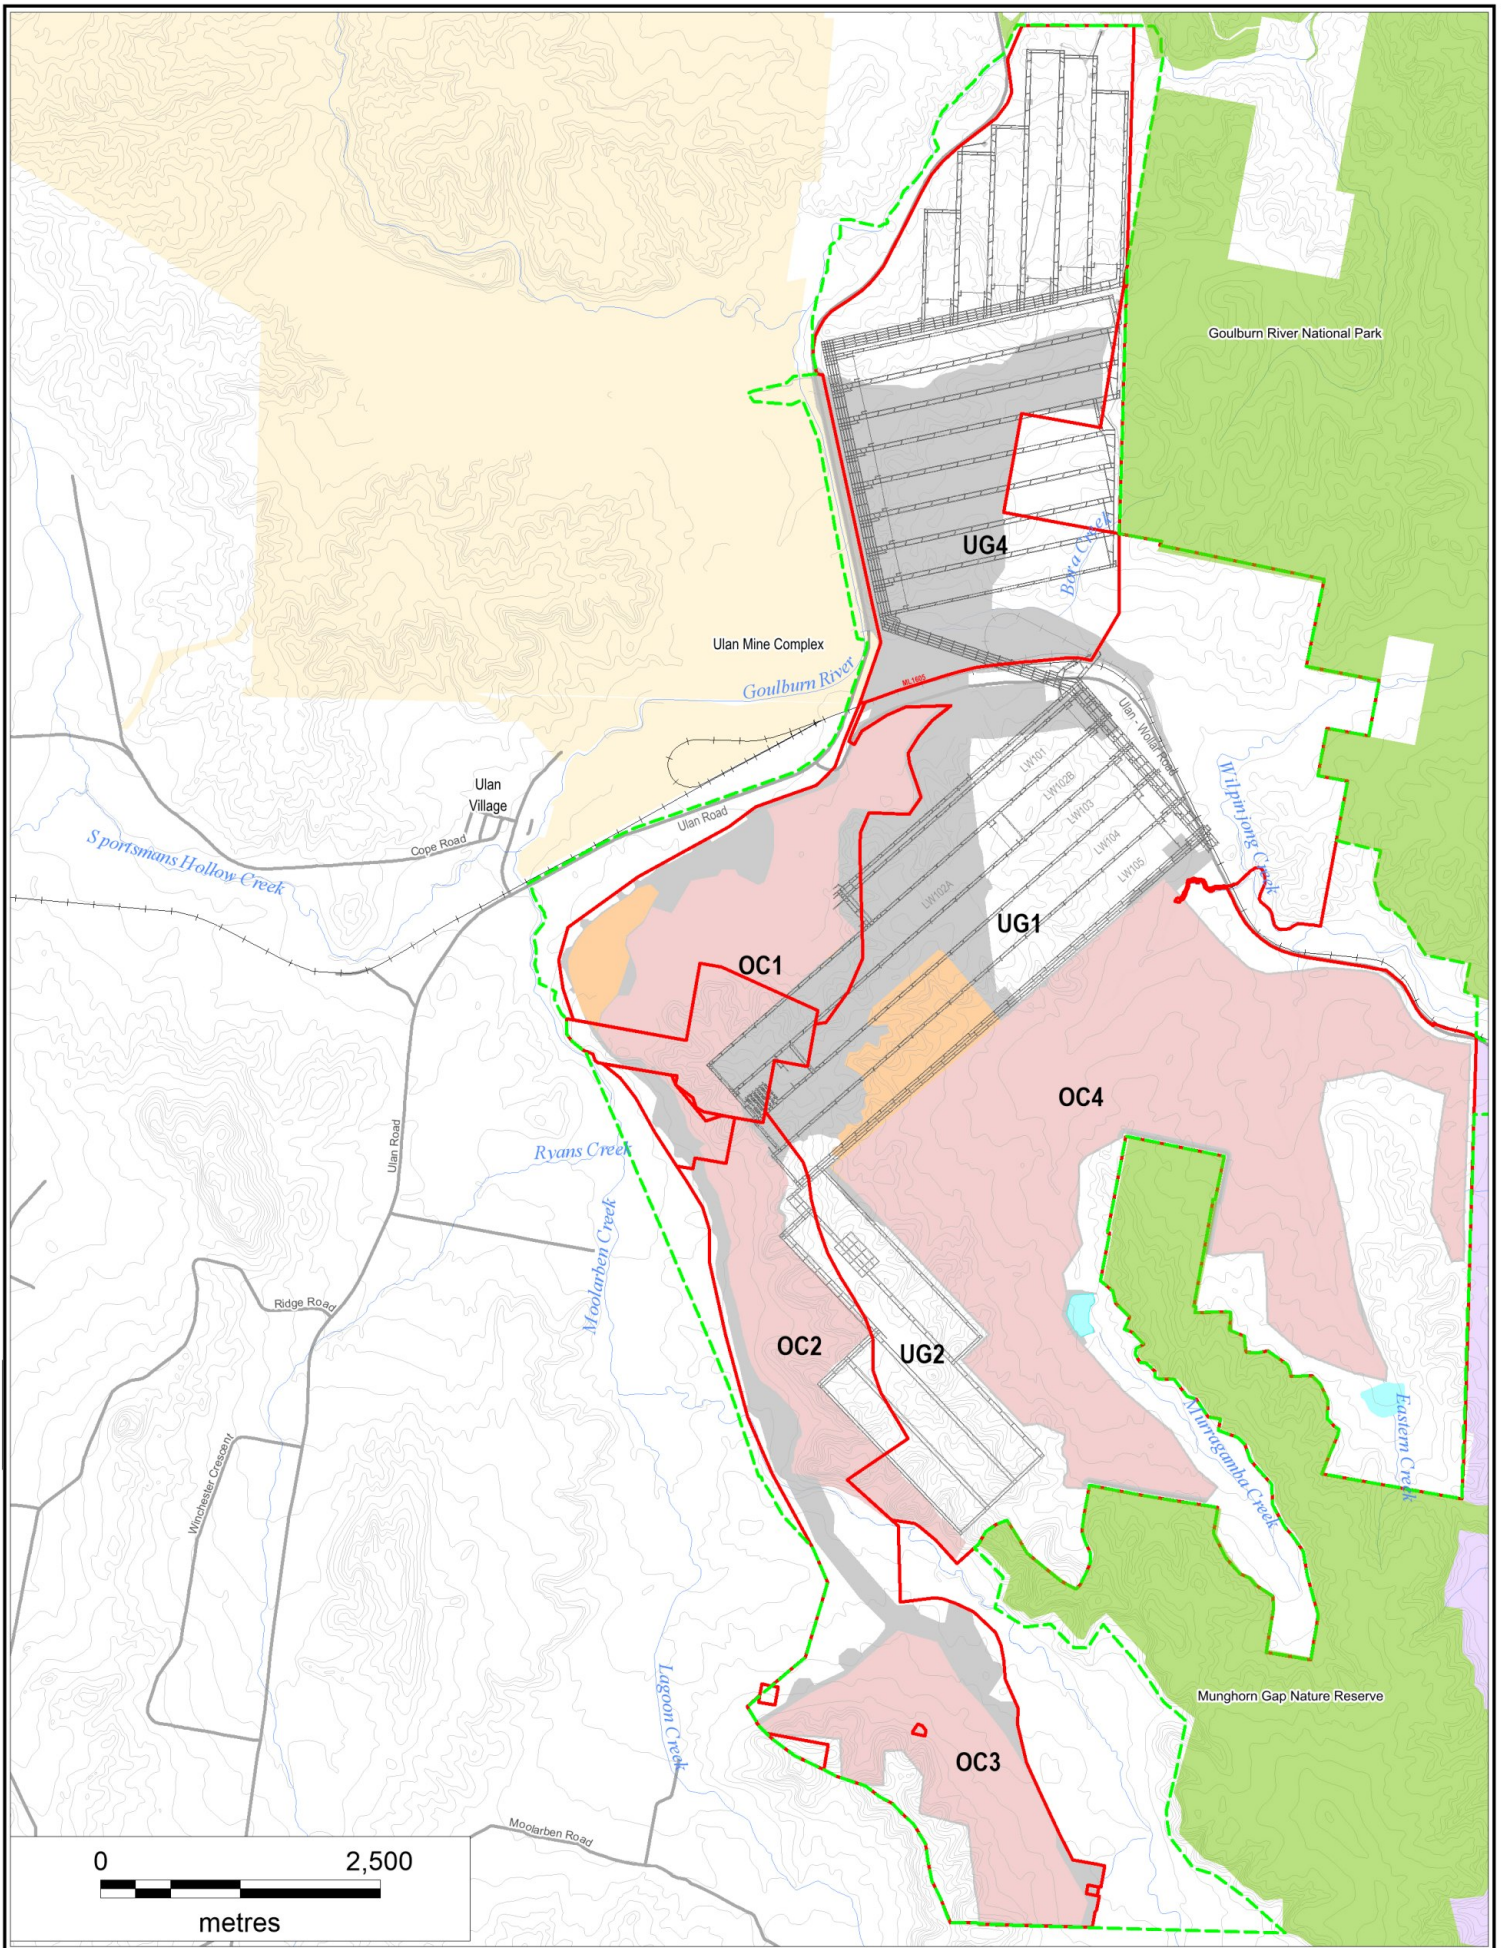 Goulburn River National Park
UG4
Bora Creek
Ulan Mine Complex
Goulburn River
ML1605
Ulan - Wollar Road
LW101
LW102B
LW103
LW104
LW105
LW102A
Wilpinjong Creek
Ulan
Village
Cope Road
Ulan Road
Sportsmans Hollow Creek
UG1
OC1
OC4
Ulan Road
Ryans Creek
Moolarben Creek
Ridge Road
OC2
UG2
Murragamba Creek
Eastern Creek
Winchester Crescent
Lagoon Creek
Munghorn Gap Nature Reserve
OC3
Moolarben Road
0 2,500
metres